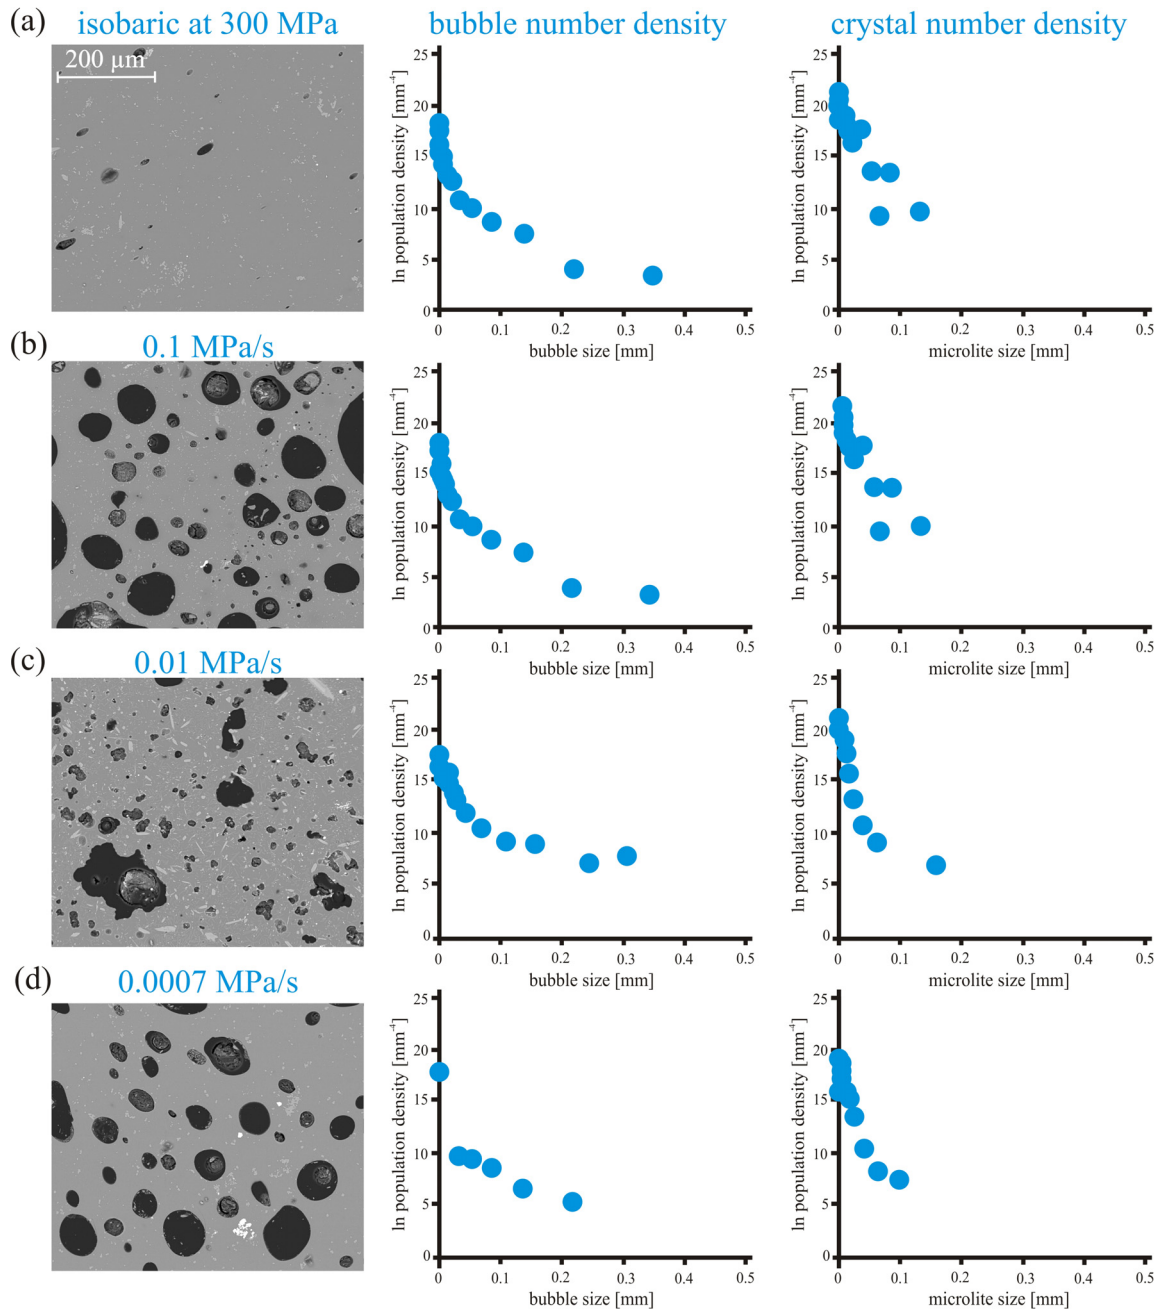 (a) isobaric at 300 MPa bubble number density crystal number density
200 µm
ln population density [mm⁻⁴]
25
20
15
10
5
0
0 0.1 0.2 0.3 0.4 0.5
bubble size [mm]
ln population density [mm⁻⁴]
25
20
15
10
5
0
0 0.1 0.2 0.3 0.4 0.5
microlite size [mm]
(b) 0.1 MPa/s
ln population density [mm⁻⁴]
25
20
15
10
5
0
0 0.1 0.2 0.3 0.4 0.5
bubble size [mm]
ln population density [mm⁻⁴]
25
20
15
10
5
0
0 0.1 0.2 0.3 0.4 0.5
microlite size [mm]
(c) 0.01 MPa/s
ln population density [mm⁻⁴]
25
20
15
10
5
0
0 0.1 0.2 0.3 0.4 0.5
bubble size [mm]
ln population density [mm⁻⁴]
25
20
15
10
5
0
0 0.1 0.2 0.3 0.4 0.5
microlite size [mm]
(d) 0.0007 MPa/s
ln population density [mm⁻⁴]
25
20
15
10
5
0
0 0.1 0.2 0.3 0.4 0.5
bubble size [mm]
ln population density [mm⁻⁴]
25
20
15
10
5
0
0 0.1 0.2 0.3 0.4 0.5
microlite size [mm]